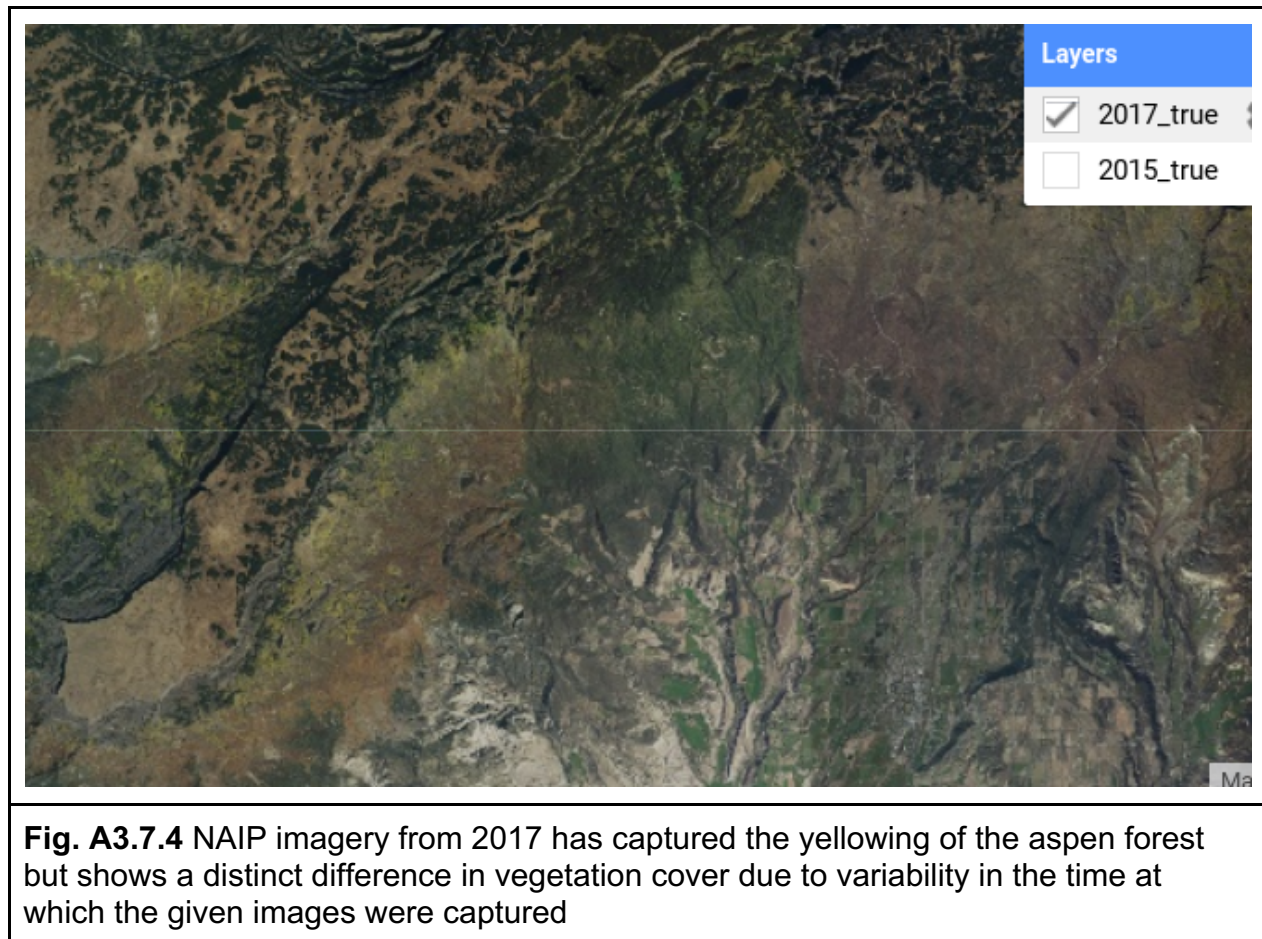 Layers
2017_true
2015_true
Ma
Fig. A3.7.4 NAIP imagery from 2017 has captured the yellowing of the aspen forest
but shows a distinct difference in vegetation cover due to variability in the time at
which the given images were captured